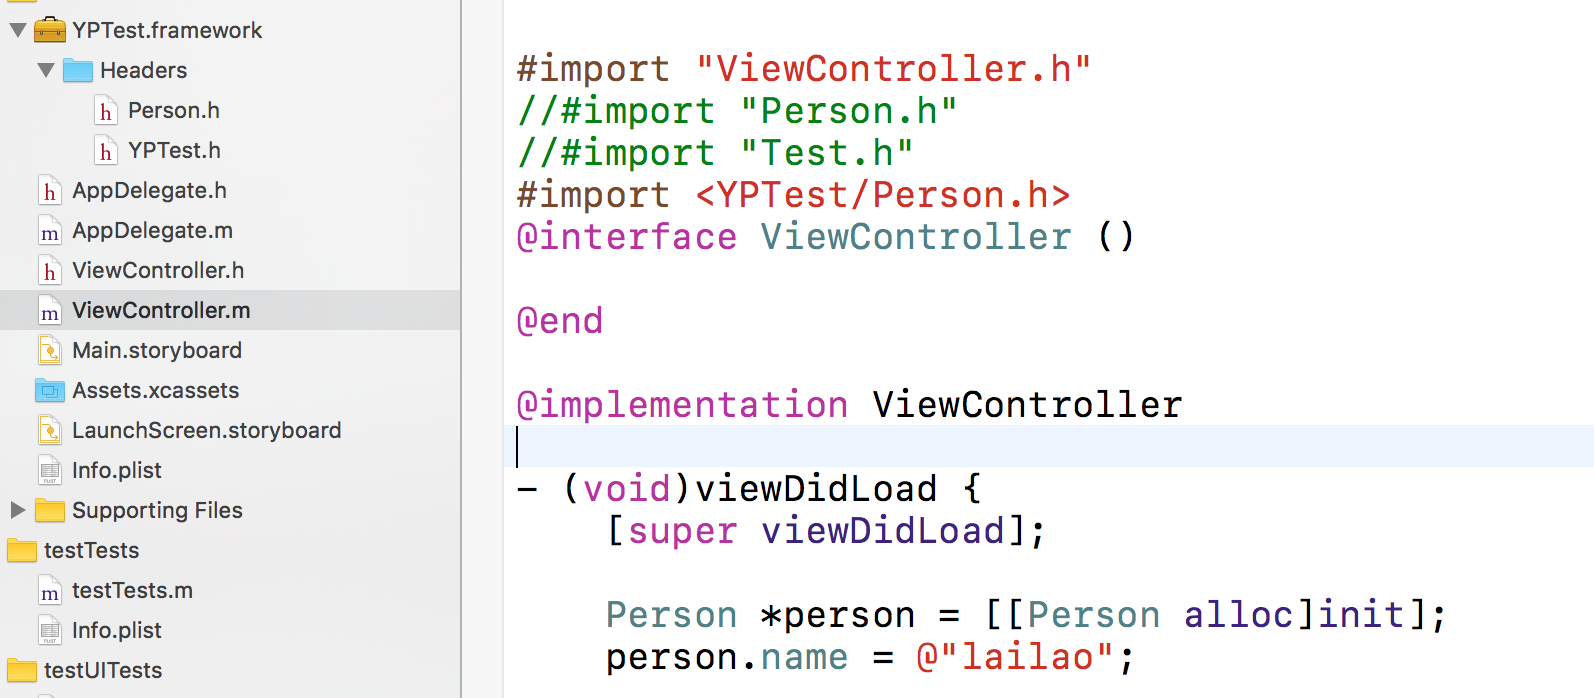 YPTest.framework
Headers
Person.h
YPTest.h
AppDelegate.h
AppDelegate.m
ViewController.h
ViewController.m
Main.storyboard
Assets.xcassets
LaunchScreen.storyboard
Info.plist
Supporting Files
testTests
testTests.m
Info.plist
testUITests
#import "ViewController.h"
//#import "Person.h"
//#import "Test.h"
#import <YPTest/Person.h>
@interface ViewController ()
@end
@implementation ViewController
- (void)viewDidLoad {
[super viewDidLoad];
Person *person = [[Person alloc]init];
person.name = @"lailao";